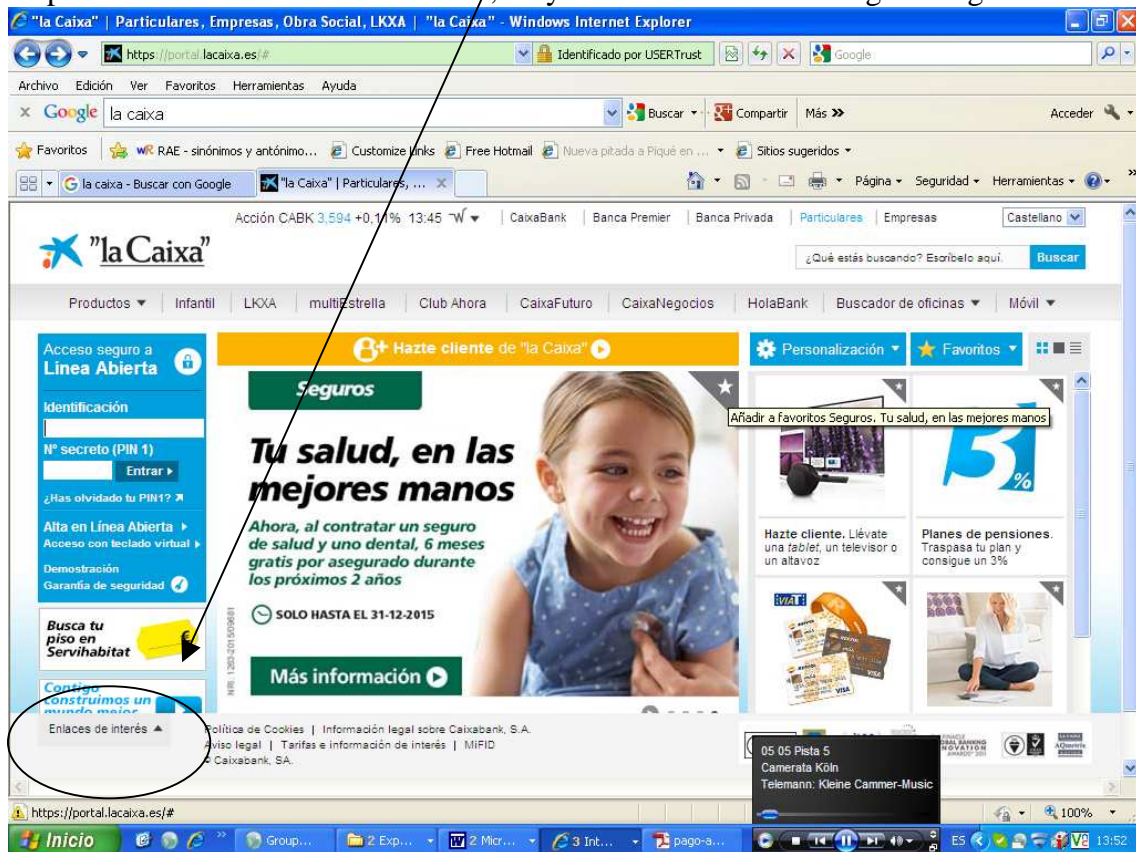 "la Caixa" | Particulares, Empresas, Obra Social, LKXA | "la Caixa" - Windows Internet Explorer
https://portal.lacaixa.es/#
Identificado por USERTrust
Google
Archivo Edición Ver Favoritos Herramientas Ayuda
x Google la caixa Buscar Compartir Más Acceder
Favoritos RAE - sinónimos y antónimo... Customize Links Free Hotmail Nueva pitada a Piqué en ... Sitios sugeridos
la caixa - Buscar con Google "la Caixa" | Particulares, ... x Página Seguridad Herramientas
Acción CABK 3,594 +0,11% 13:45 CaixaBank | Banca Premier | Banca Privada | Particulares | Empresas Castellano
"la Caixa"
¿Qué estás buscando? Escríbelo aquí. Buscar
Productos | Infantil | LKXA | multiEstrella | Club Ahora | CaixaFuturo | CaixaNegocios | HolaBank | Buscador de oficinas | Móvil
Acceso seguro a
Línea Abierta
Identificación
Nº secreto (PIN 1)
Entrar
¿Has olvidado tu PIN1?
Alta en Línea Abierta
Acceso con teclado virtual
Demostración
Garantía de seguridad
Busca tu
piso en
Servihabitat
Contigo
construimos un
mundo mejor
Hazte cliente de "la Caixa"
Seguros
Tu salud, en las
mejores manos
Ahora, al contratar un seguro
de salud y uno dental, 6 meses
gratis por asegurado durante
los próximos 2 años
SOLO HASTA EL 31-12-2015
Más información
NRI. 1263-2015/09681
Personalización Favoritos
Añadir a favoritos Seguros. Tu salud, en las mejores manos
3%
Hazte cliente. Llévate
una tablet, un televisor o
un altavoz
Planes de pensiones.
Traspasa tu plan y
consigue un 3%
VIAT
VISA
Enlaces de interés
Política de Cookies | Información legal sobre Caixabank, S.A.
Aviso legal | Tarifas e información de interés | MiFID
© Caixabank, SA.
05 05 Pista 5
Camerata Köln
Telemann: Kleine Cammer-Music
https://portal.lacaixa.es/#
100%
Inicio Group... 2 Exp... 2 Micr... 3 Int... pago-a... ES 13:52